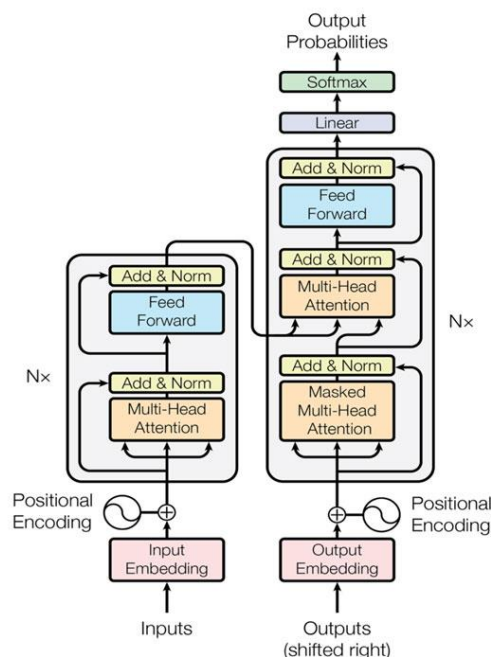 Output
Probabilities
Softmax
Linear
Add & Norm
Feed
Forward
Add & Norm
Multi-Head
Attention
Add & Norm
Masked
Multi-Head
Attention
Nx
Positional
Encoding
Output
Embedding
Outputs
(shifted right)
Add & Norm
Feed
Forward
Add & Norm
Multi-Head
Attention
Nx
Positional
Encoding
Input
Embedding
Inputs